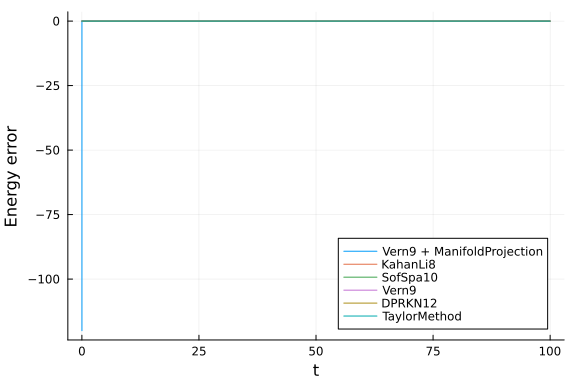 Energy error
0
−25
−50
−75
−100
Vern9 + ManifoldProjection
KahanLi8
SofSpa10
Vern9
DPRKN12
TaylorMethod
0 25 50 75 100
t